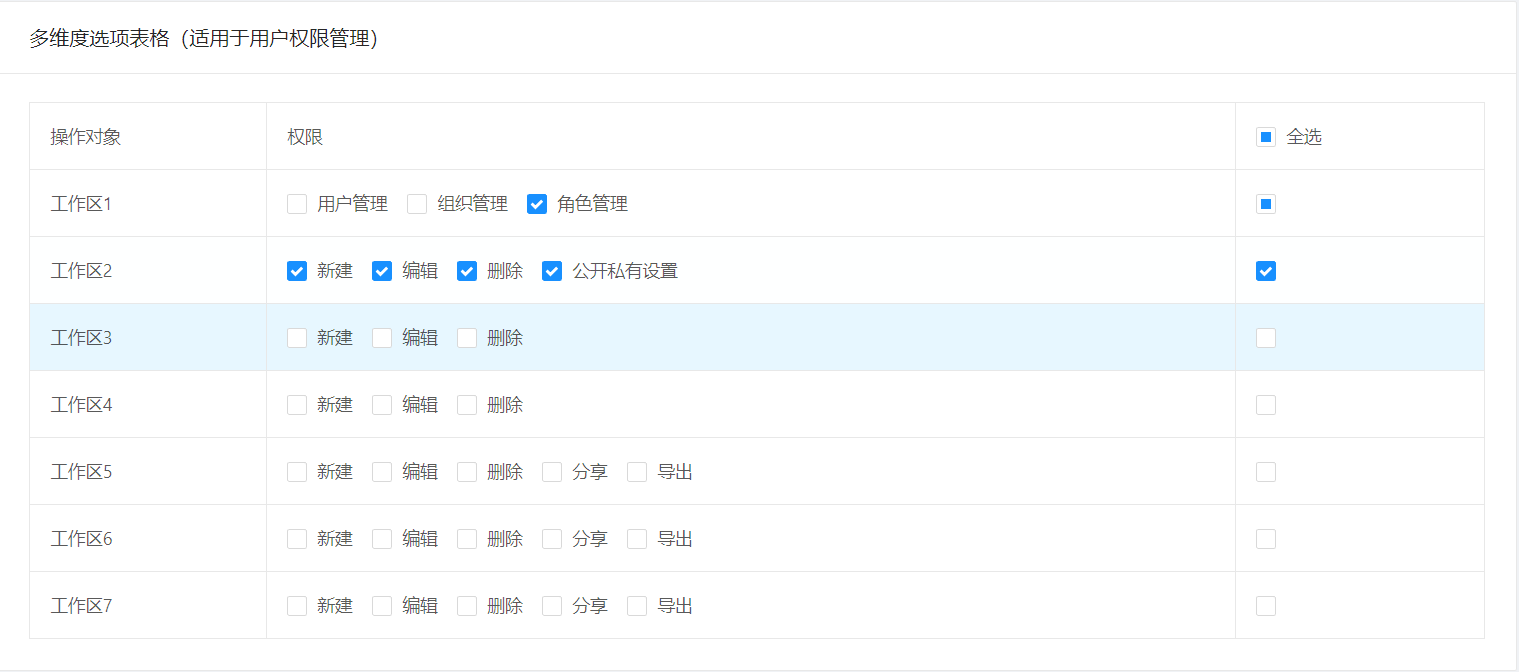 多维度选项表格（适用于用户权限管理）
操作对象 权限 全选
工作区1 用户管理 组织管理 角色管理
工作区2 新建 编辑 删除 公开私有设置
工作区3 新建 编辑 删除
工作区4 新建 编辑 删除
工作区5 新建 编辑 删除 分享 导出
工作区6 新建 编辑 删除 分享 导出
工作区7 新建 编辑 删除 分享 导出